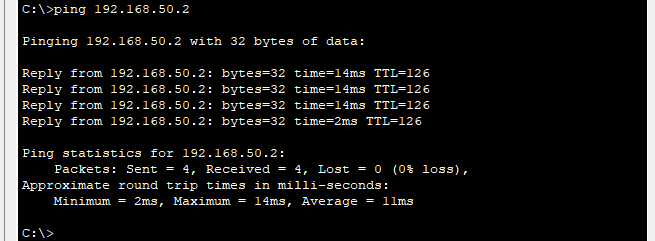 C:\>ping 192.168.50.2
Pinging 192.168.50.2 with 32 bytes of data:
Reply from 192.168.50.2: bytes=32 time=14ms TTL=126
Reply from 192.168.50.2: bytes=32 time=14ms TTL=126
Reply from 192.168.50.2: bytes=32 time=14ms TTL=126
Reply from 192.168.50.2: bytes=32 time=2ms TTL=126
Ping statistics for 192.168.50.2:
Packets: Sent = 4, Received = 4, Lost = 0 (0% loss),
Approximate round trip times in milli-seconds:
Minimum = 2ms, Maximum = 14ms, Average = 11ms
C:\>